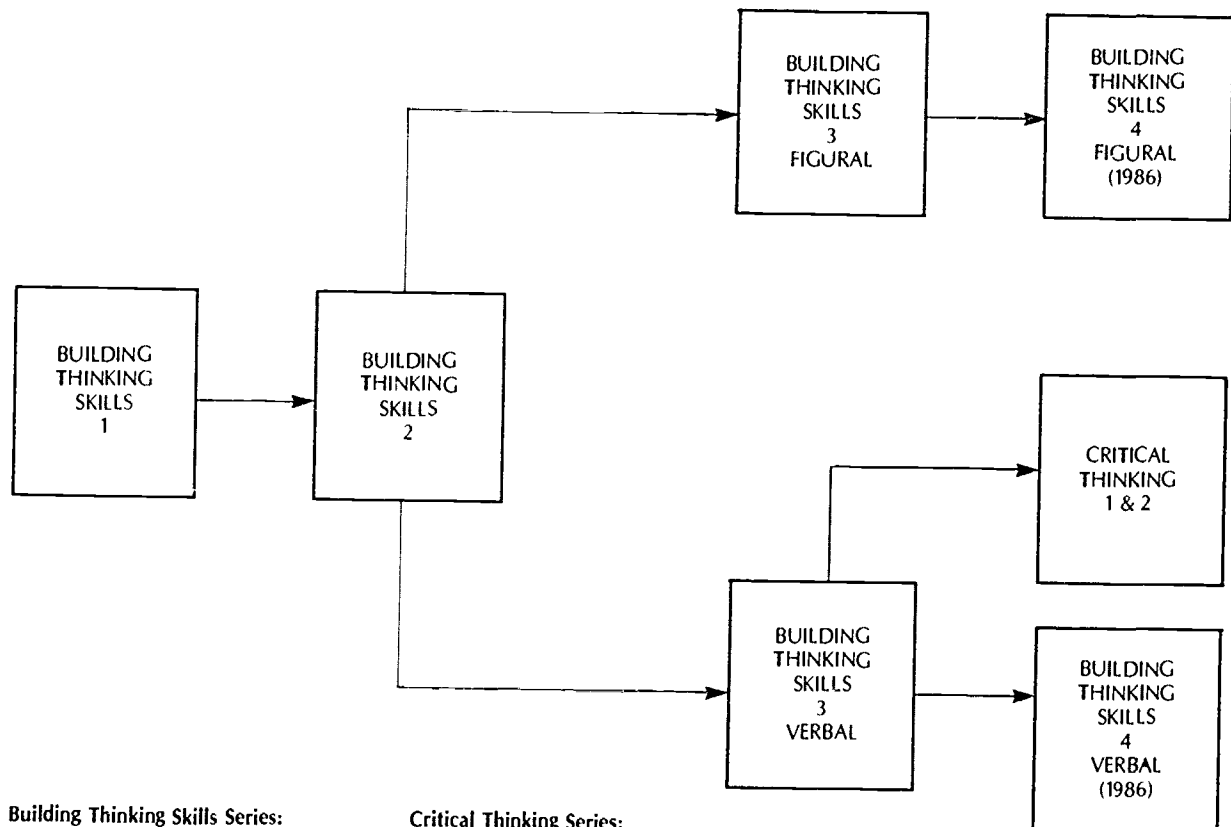 BUILDING
THINKING
SKILLS
3
FIGURAL
BUILDING
THINKING
SKILLS
4
FIGURAL
(1986)
BUILDING
THINKING
SKILLS
1
BUILDING
THINKING
SKILLS
2
CRITICAL
THINKING
1 & 2
BUILDING
THINKING
SKILLS
3
VERBAL
BUILDING
THINKING
SKILLS
4
VERBAL
(1986)
Building Thinking Skills Series:
Critical Thinking Series: